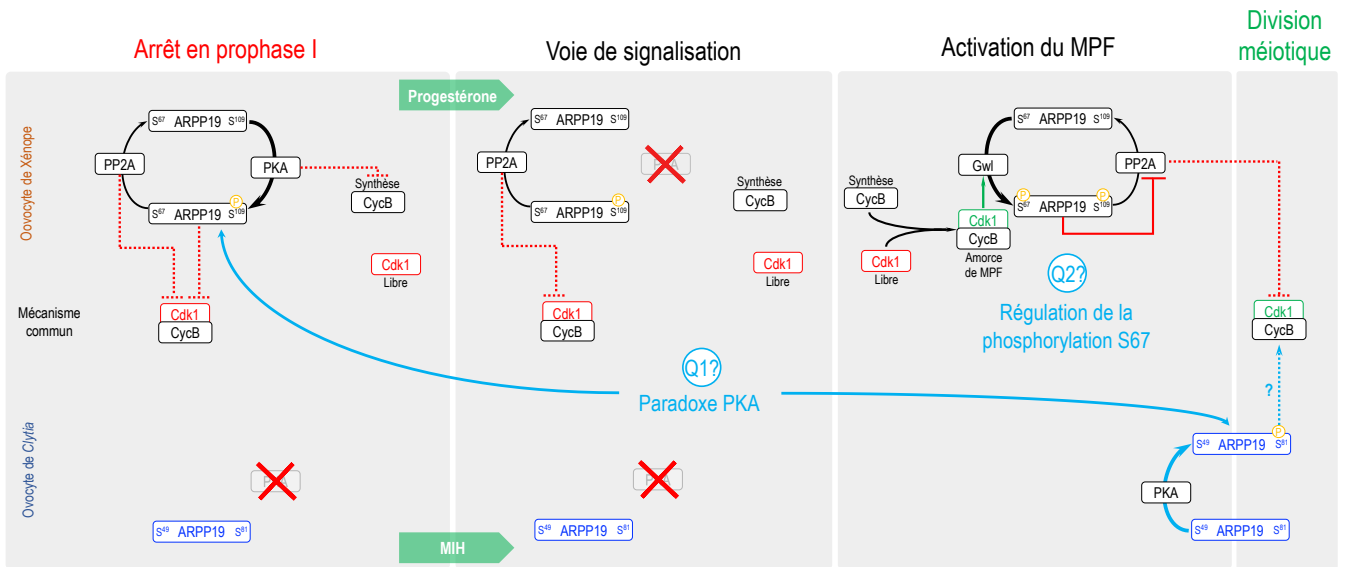 Arrêt en prophase I
Voie de signalisation
Activation du MPF
Division
méiotique
Progestérone
Oovocyte de Xénope
S67 ARPP19 S109
PP2A
PKA
P
S67 ARPP19 S109
Synthèse
CycB
Cdk1
Libre
Mécanisme
commun
Cdk1
CycB
S67 ARPP19 S109
PP2A
P
S67 ARPP19 S109
Synthèse
CycB
Cdk1
Libre
Cdk1
CycB
S67 ARPP19 S109
Gwl
PP2A
P
P
S67 ARPP19 S109
Synthèse
CycB
Cdk1
Libre
Cdk1
CycB
Amorce
de MPF
Q2?
Régulation de la
phosphorylation S67
Cdk1
CycB
?
Q1?
Paradoxe PKA
Ovocyte de Clytia
S49 ARPP19 S81
MIH
S49 ARPP19 S81
P
S49 ARPP19 S81
PKA
S49 ARPP19 S81